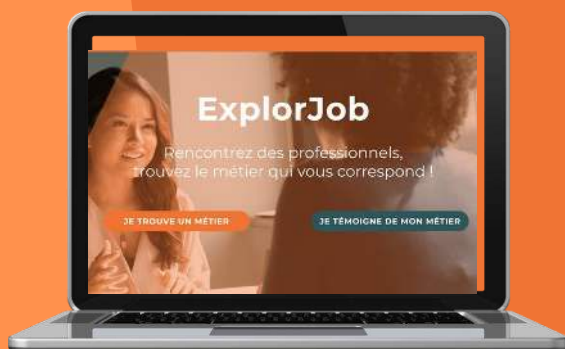 ExplorJob
Rencontrez des professionnels,
trouvez le métier qui vous correspond !
JE TROUVE UN MÉTIER
JE TÉMOIGNE DE MON MÉTIER